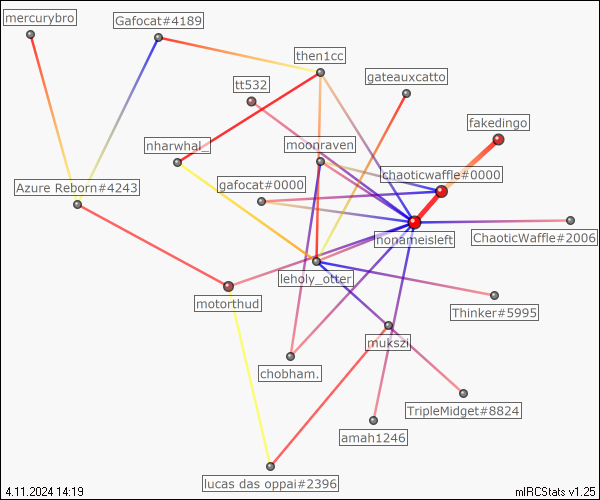 mercurybro
Gafocat#4189
then1cc
tt532
gateauxcatto
fakedingo
nharwhal_
moonraven
chaoticwaffle#0000
Azure Reborn#4243
gafocat#0000
nonameisleft
ChaoticWaffle#2006
leholy_otter
motorthud
Thinker#5995
mukszi
chobham.
TripleMidget#8824
amah1246
lucas das oppai#2396
4.11.2024 14:19
mIRCStats v1.25